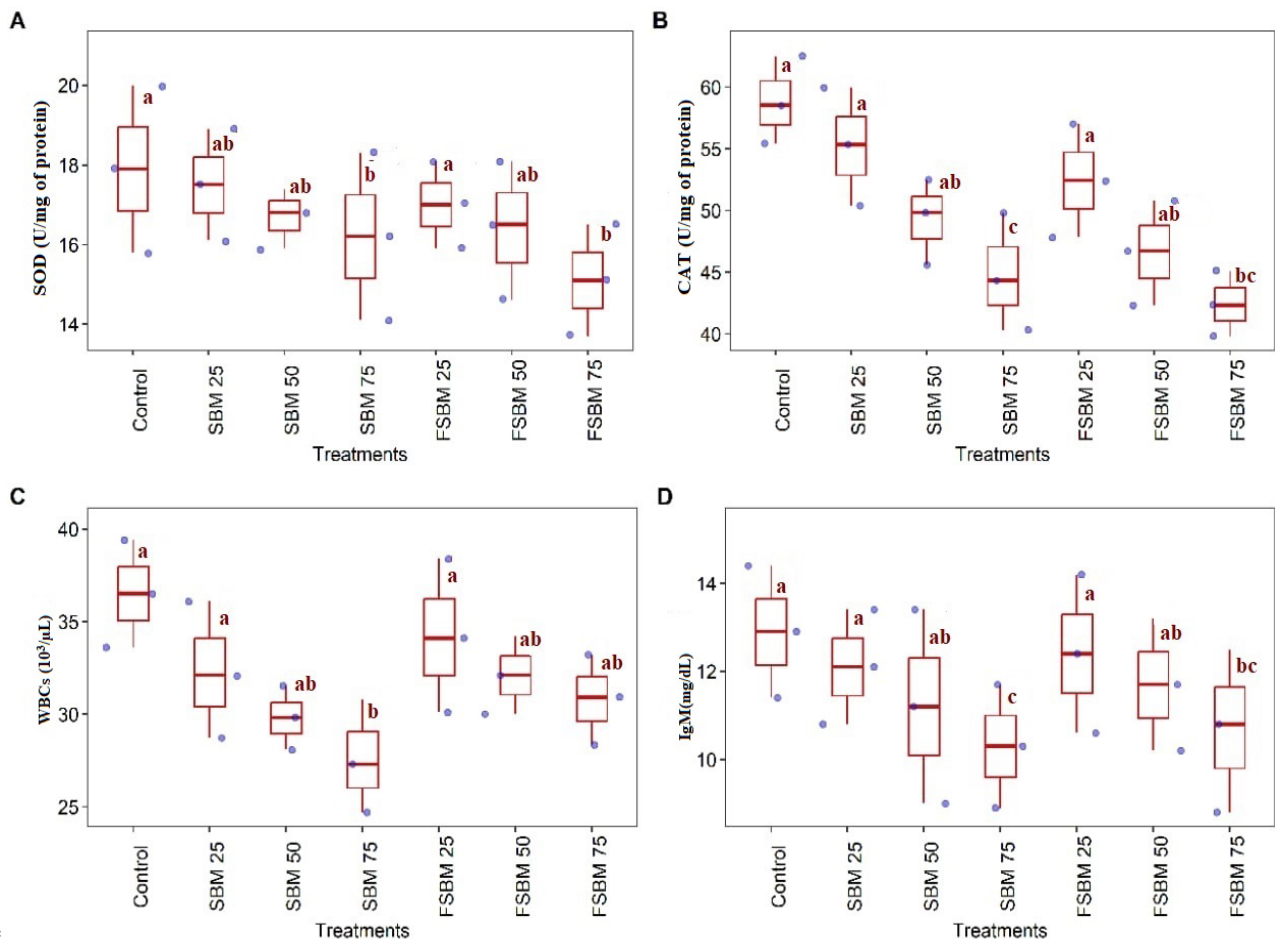 A
SOD (U/mg of protein)
20
18
16
14
a
ab
ab
b
a
ab
b
Control
SBM 25
SBM 50
SBM 75
FSBM 25
FSBM 50
FSBM 75
Treatments
B
CAT (U/mg of protein)
60
55
50
45
40
a
a
ab
c
a
ab
bc
Control
SBM 25
SBM 50
SBM 75
FSBM 25
FSBM 50
FSBM 75
Treatments
C
WBCs (10³/μL)
40
35
30
25
a
a
ab
b
a
ab
ab
Control
SBM 25
SBM 50
SBM 75
FSBM 25
FSBM 50
FSBM 75
Treatments
D
IgM(mg/dL)
14
12
10
a
a
ab
c
a
ab
bc
Control
SBM 25
SBM 50
SBM 75
FSBM 25
FSBM 50
FSBM 75
Treatments